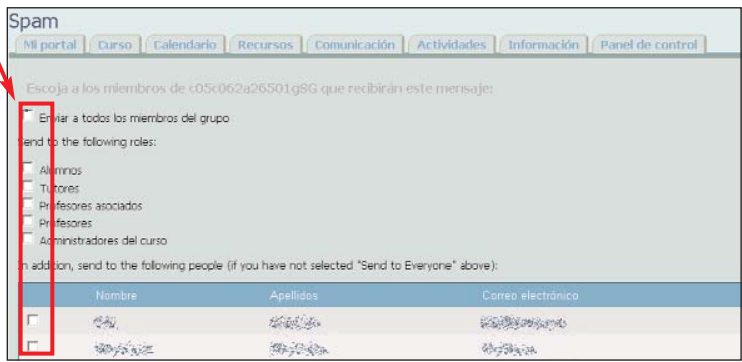 Spam
Mi portal Curso Calendario Recursos Comunicación Actividades Información Panel de control
Escoja a los miembros de c05c062a26501g8G que recibirán este mensaje:
Enviar a todos los miembros del grupo
Send to the following roles:
Alumnos
Tutores
Profesores asociados
Profesores
Administradores del curso
In addition, send to the following people (if you have not selected "Send to Everyone" above):
Nombre Apellidos Correo electrónico